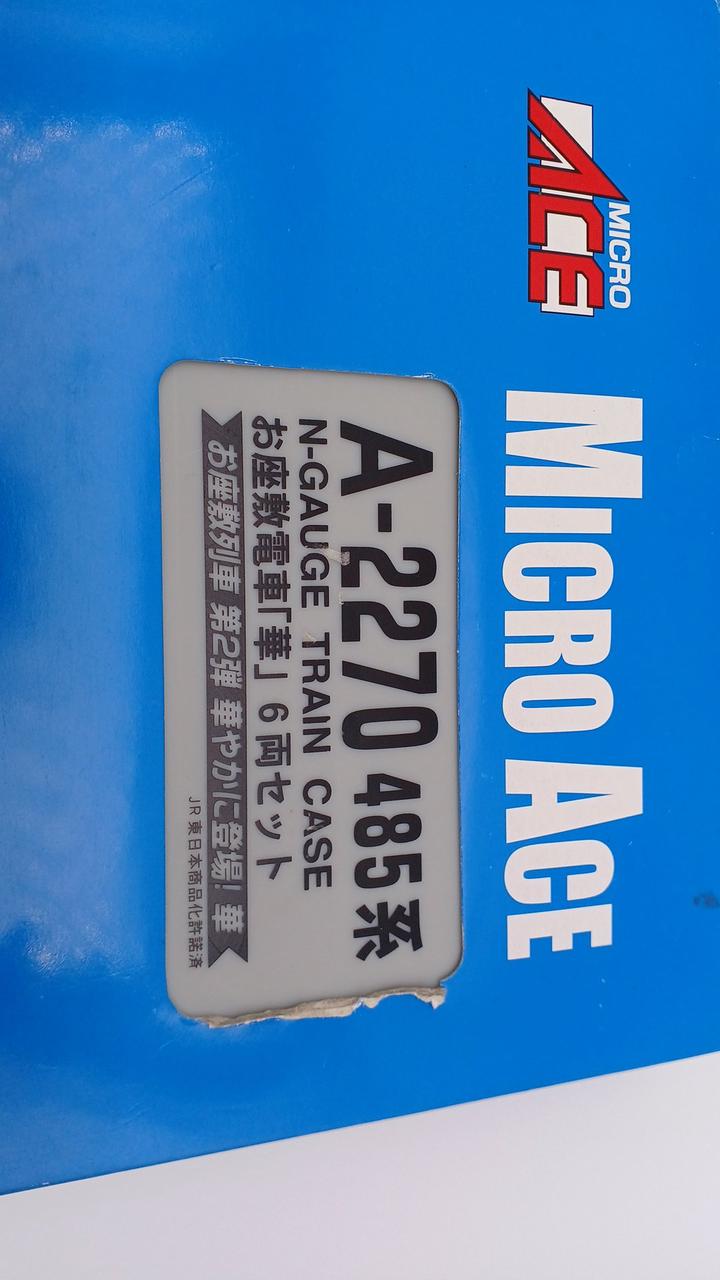 MICRO
ACE
MICRO ACE
A-2270 485系
N-GAUGE TRAIN CASE
お座敷電車「華」6両セット
お座敷列車 第2弾 華やかに登場! 華
JR東日本商品化許諾済